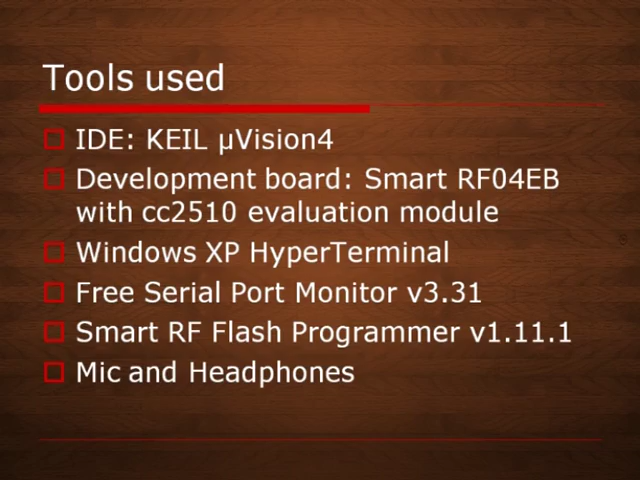 Tools used
IDE: KEIL µVision4
Development board: Smart RF04EB
with cc2510 evaluation module
Windows XP HyperTerminal
Free Serial Port Monitor v3.31
Smart RF Flash Programmer v1.11.1
Mic and Headphones